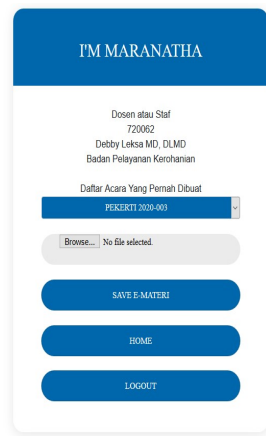 I'M MARANATHA
Dosen atau Staf
720062
Debby Leksa MD, DLMD
Badan Pelayanan Kerohanian
Daftar Acara Yang Pernah Dibuat
PEKERTI 2020-003
Browse... No file selected.
SAVE E-MATERI
HOME
LOGOUT